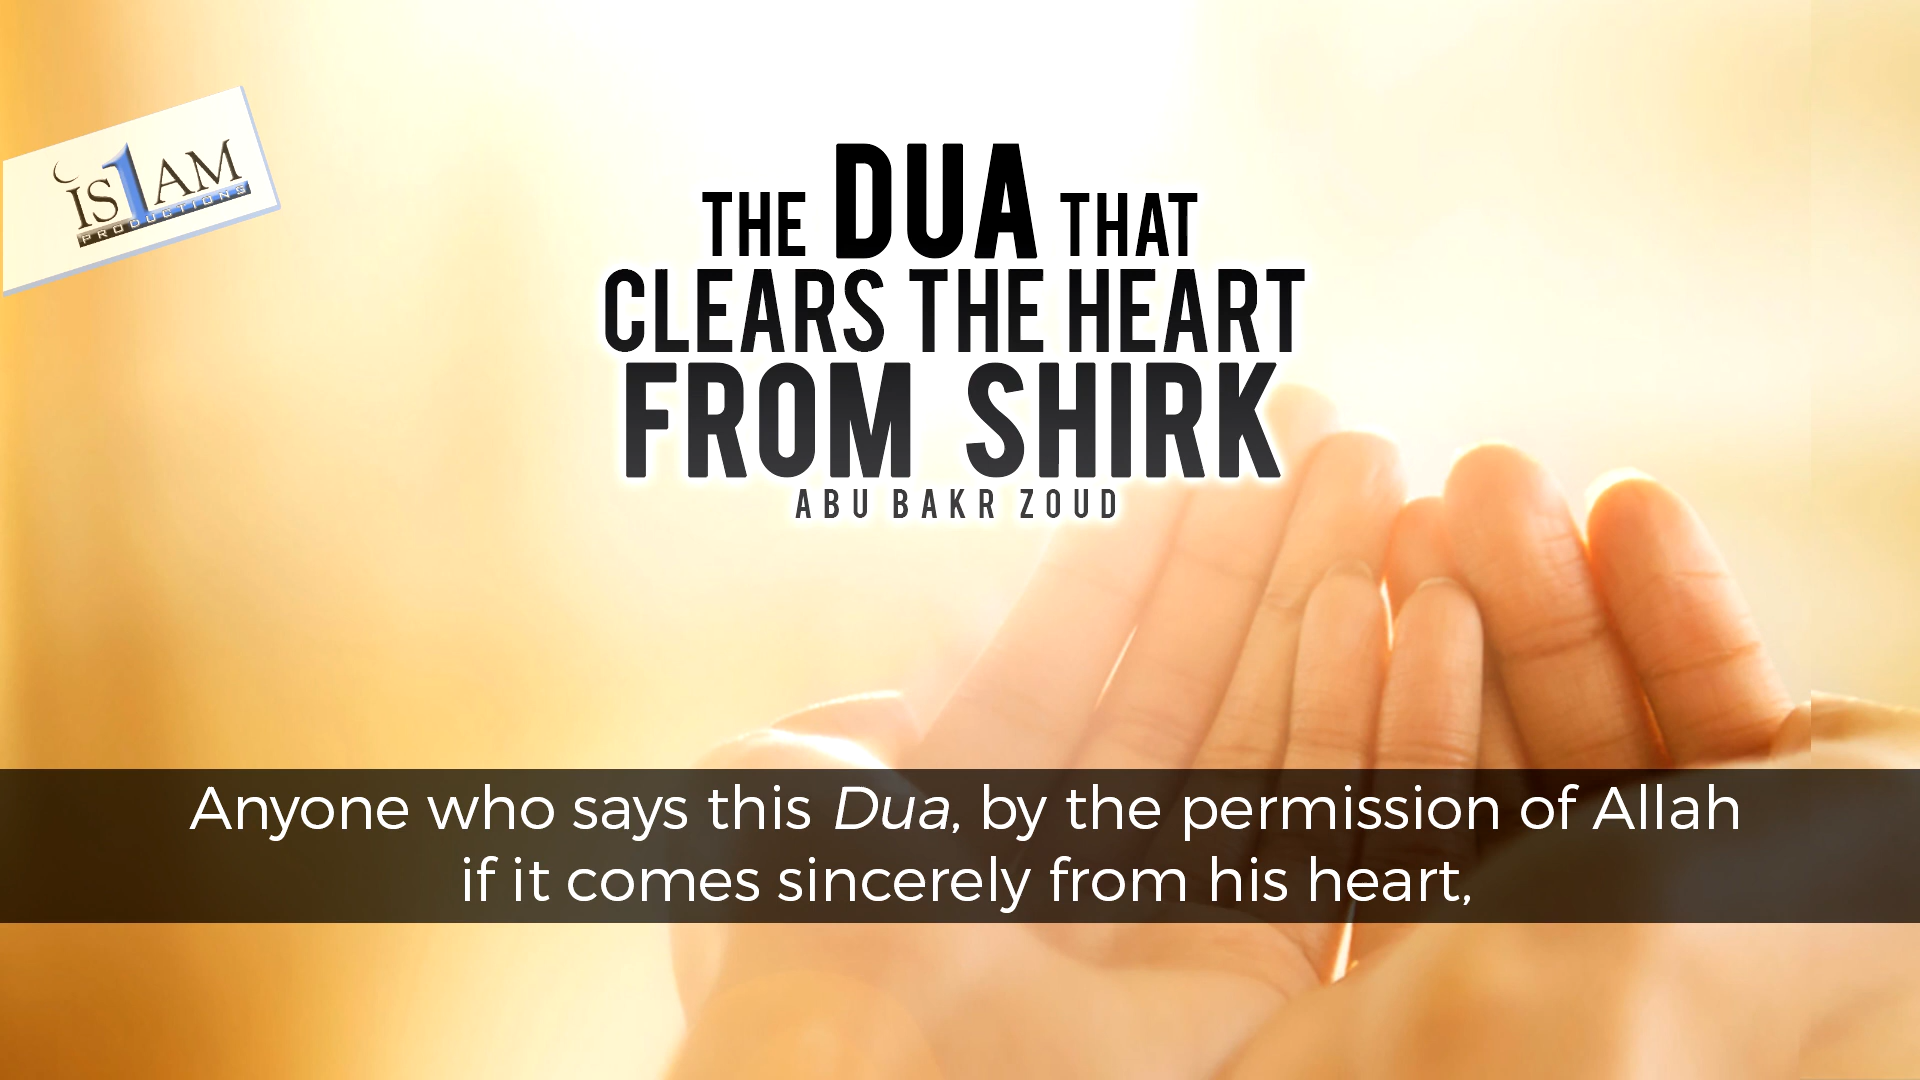 IS1AM
PRODUCTIONS
THE DUA THAT
CLEARS THE HEART
FROM SHIRK
ABU BAKR ZOUD
Anyone who says this Dua, by the permission of Allah
if it comes sincerely from his heart,